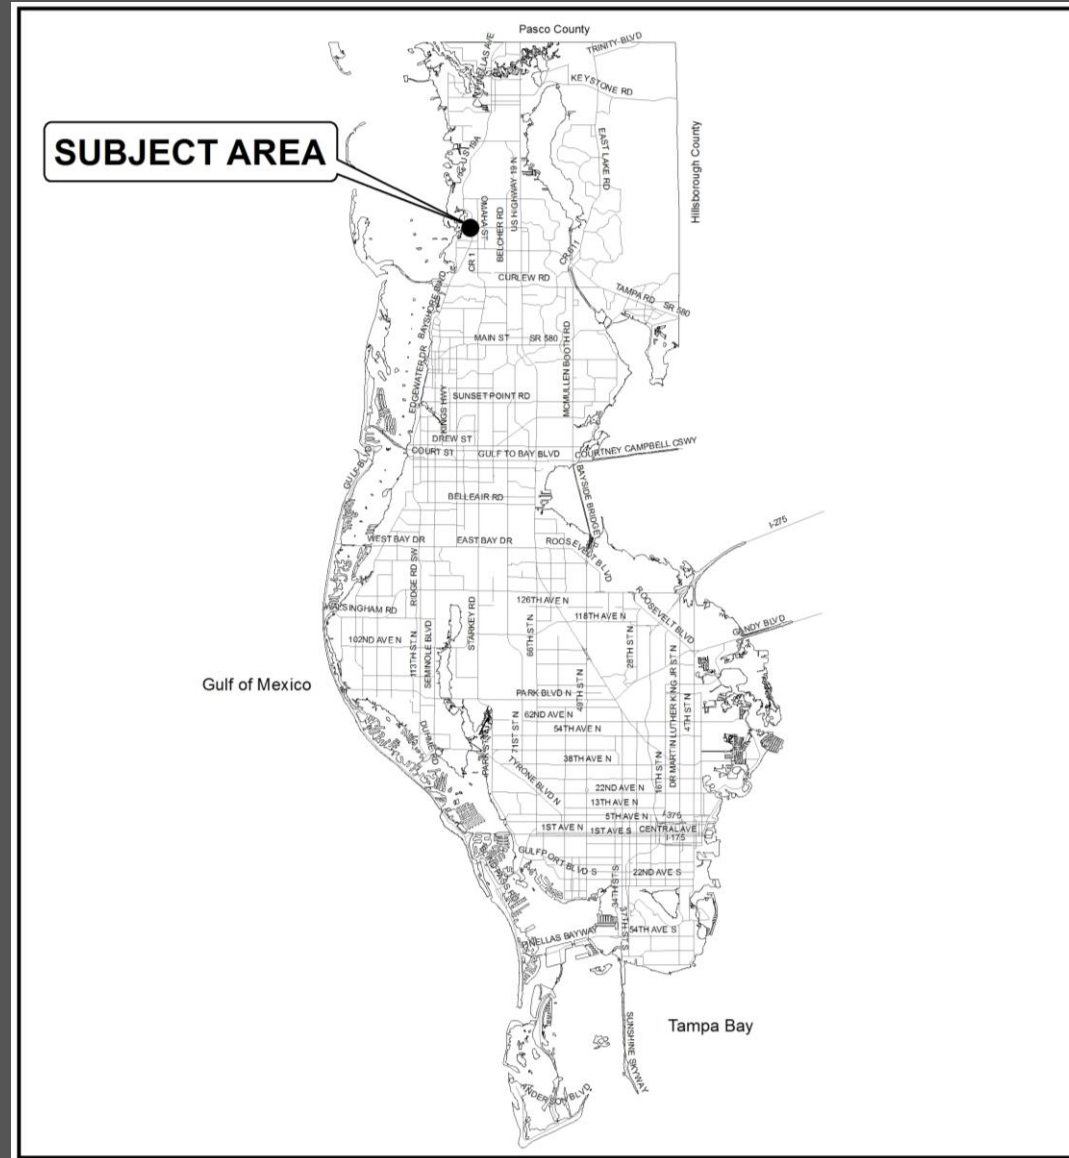 Pasco County
PINELLAS AVE
TRINITY BLVD
KEYSTONE RD
Hillsborough County
EAST LAKE RD
SUBJECT AREA
US HIGHWAY 19 N
OMAHA ST
BELCHER RD
CR 1
CR 611
CURLEW RD
TAMPA RD
SR 580
BAYSHORE BLVD
EDGEWATER DR
MAIN ST
SR 580
MCMULLEN BOOTH RD
KINGS HWY
SUNSET POINT RD
DREW ST
COURT ST
GULF TO BAY BLVD
COURTNEY CAMPBELL CSWY
GULF BLVD
BAYSIDE BRIDGE
BELLEAIR RD
I-275
WEST BAY DR
EAST BAY DR
ROOSEVELT BLVD
RIDGE RD SW
126TH AVE N
118TH AVE N
ROOSEVELT BLVD
WALSINGHAM RD
STARKEY RD
66TH ST N
28TH ST N
GANDY BLVD
102ND AVE N
113TH ST N
SEMINOLE BLVD
49TH ST N
DR MARTIN LUTHER KING JR ST N
4TH ST N
Gulf of Mexico
PARK BLVD N
62ND AVE N
71ST ST N
54TH AVE N
38TH AVE N
16TH ST N
TYRONE BLVD N
22ND AVE N
13TH AVE N
5TH AVE N
I-375
1ST AVE N
1ST AVE S
CENTRAL AVE
I-175
GULFPORT BLVD S
22ND AVE S
34TH ST S
37TH ST S
54TH AVE S
PINELLAS BAYWAY
Tampa Bay
SUNSHINE SKYWAY
ANDERSON BLVD